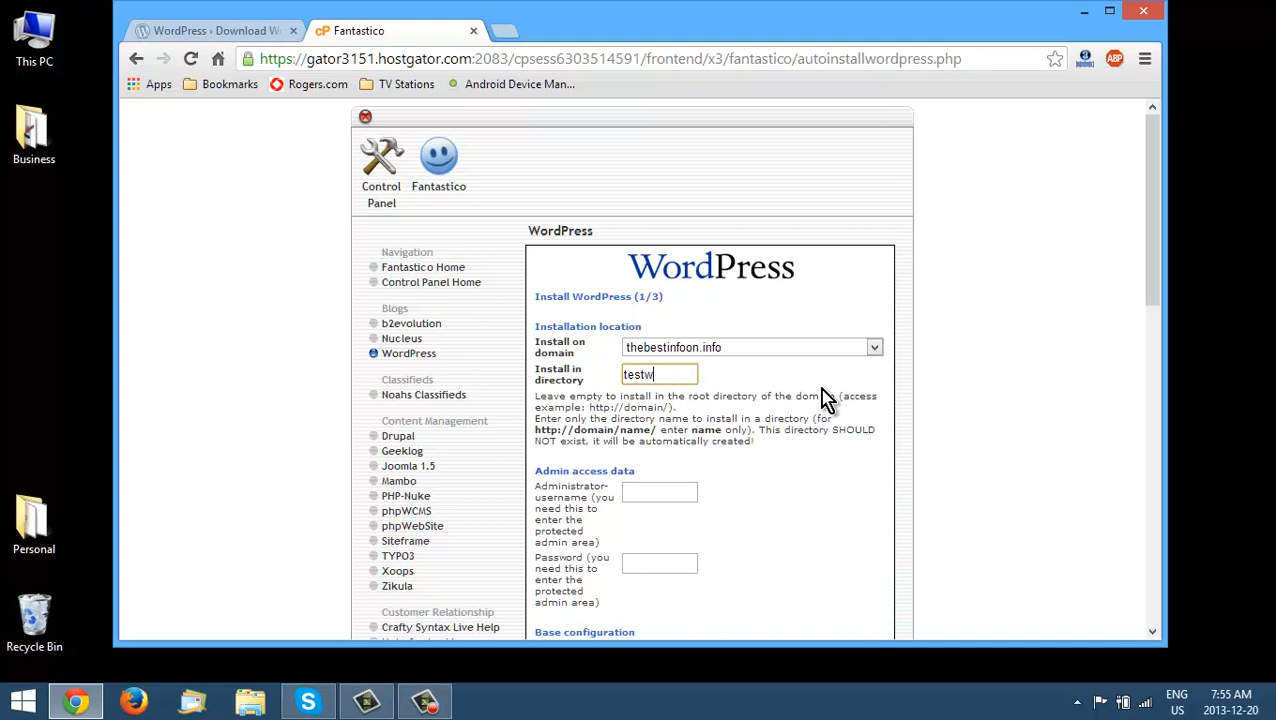 This PC
Business
Personal
Recycle Bin
WordPress › Download W
Fantastico
https://gator3151.hostgator.com:2083/cpsess6303514591/frontend/x3/fantastico/autoinstallwordpress.php
ABP
Apps
Bookmarks
Rogers.com
TV Stations
Android Device Man...
Control Panel
Fantastico
Navigation
Fantastico Home
Control Panel Home
Blogs
b2evolution
Nucleus
WordPress
Classifieds
Noahs Classifieds
Content Management
Drupal
Geeklog
Joomla 1.5
Mambo
PHP-Nuke
phpWCMS
phpWebSite
Siteframe
TYPO3
Xoops
Zikula
Customer Relationship
Crafty Syntax Live Help
WordPress
WordPress
Install WordPress (1/3)
Installation location
Install on
domain
thebestinfoon.info
Install in
directory
testw
Leave empty to install in the root directory of the domain (access
example: http://domain/).
Enter only the directory name to install in a directory (for
http://domain/name/ enter name only). This directory SHOULD
NOT exist, it will be automatically created!
Admin access data
Administrator-
username (you
need this to
enter the
protected
admin area)
Password (you
need this to
enter the
protected
admin area)
Base configuration
ENG
US
7:55 AM
2013-12-20